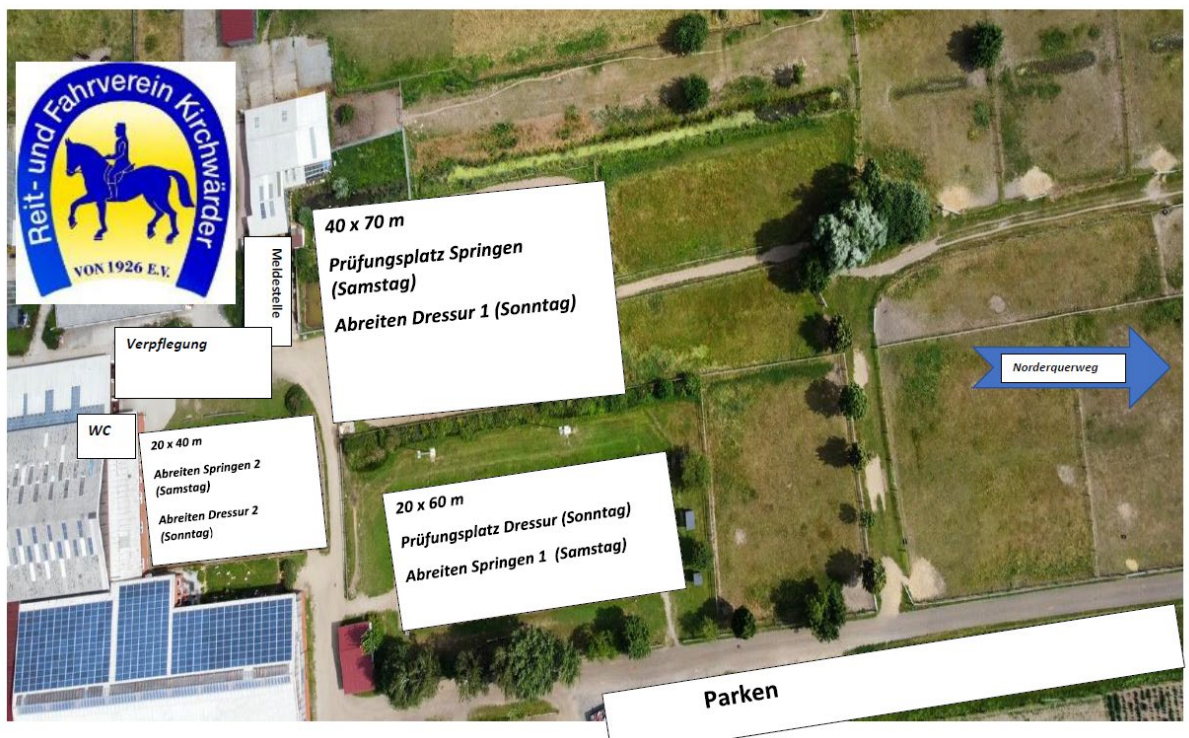 Reit- und Fahrverein Kirchwärder
VON 1926 E.V.
Meldestelle
40 x 70 m
Prüfungsplatz Springen
(Samstag)
Abreiten Dressur 1 (Sonntag)
Verpflegung
Norderquerweg
WC
20 x 40 m
Abreiten Springen 2
(Samstag)
Abreiten Dressur 2
(Sonntag)
20 x 60 m
Prüfungsplatz Dressur (Sonntag)
Abreiten Springen 1 (Samstag)
Parken